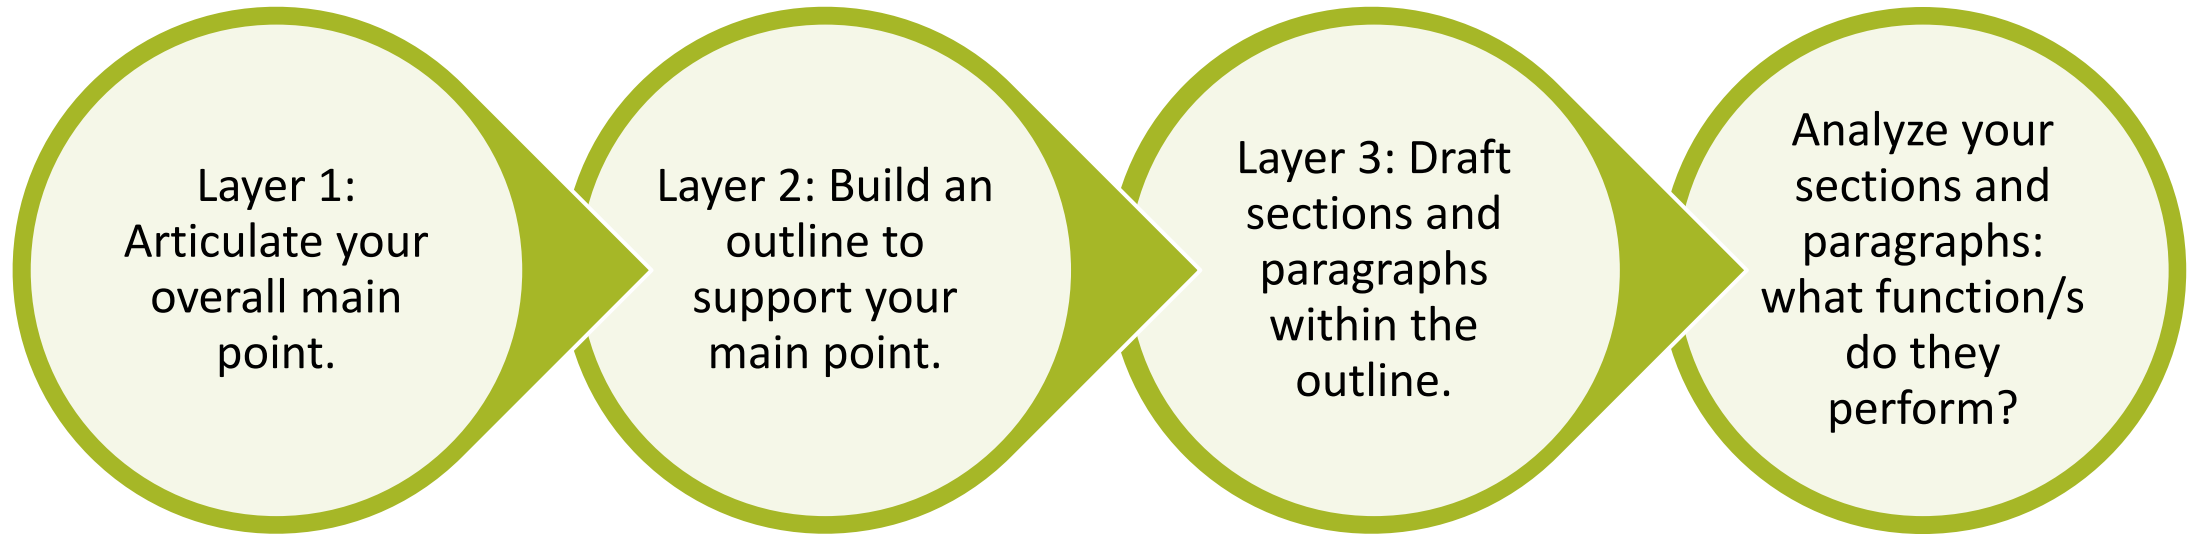 Layer 1:
Articulate your
overall main
point.
Layer 2: Build an
outline to
support your
main point.
Layer 3: Draft
sections and
paragraphs
within the
outline.
Analyze your
sections and
paragraphs:
what function/s
do they
perform?